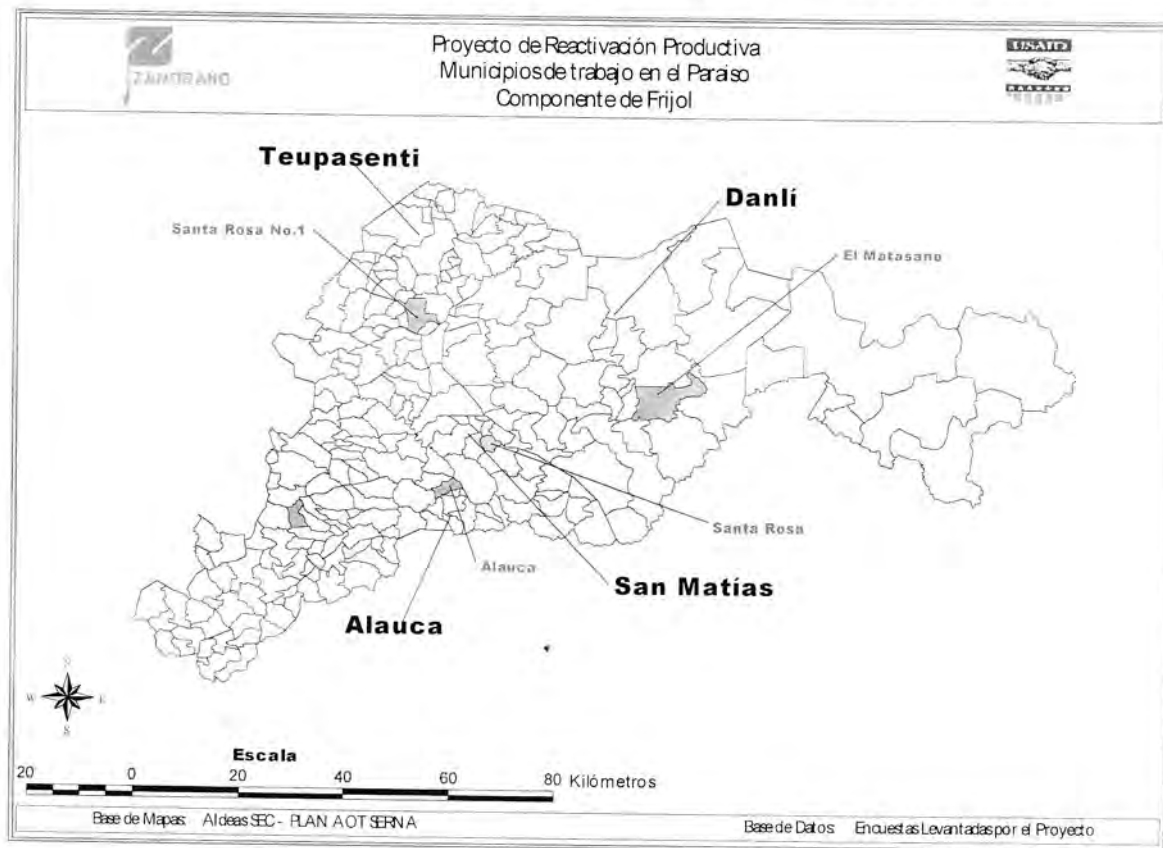 ZAMORANO
Proyecto de Reactivación Productiva
Municipios de trabajo en el Paraiso
Componente de Frijol
USAID
Teupasenti
Danlí
Santa Rosa No.1
El Matasano
Santa Rosa
Alauca
San Matías
Alauca
N
W E
S
Escala
20 0 20 40 60 80 Kilómetros
Base de Mapas: Aldeas SEC - PLAN AOT SERNA
Base de Datos: Encuestas Levantadas por el Proyecto